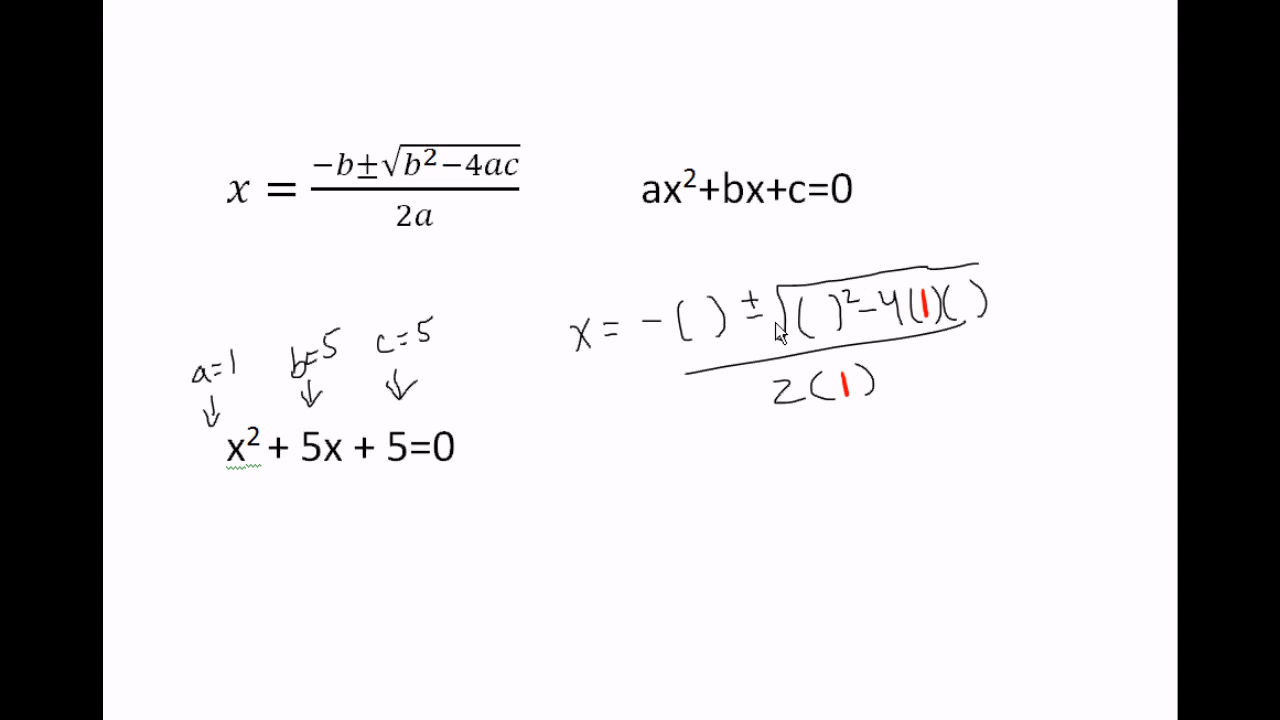 x = −b±√b²−4ac / 2a
ax²+bx+c=0
x = −( ) ± √( )²−4(1)( ) / 2(1)
a=1 b=5 c=5
x² + 5x + 5=0